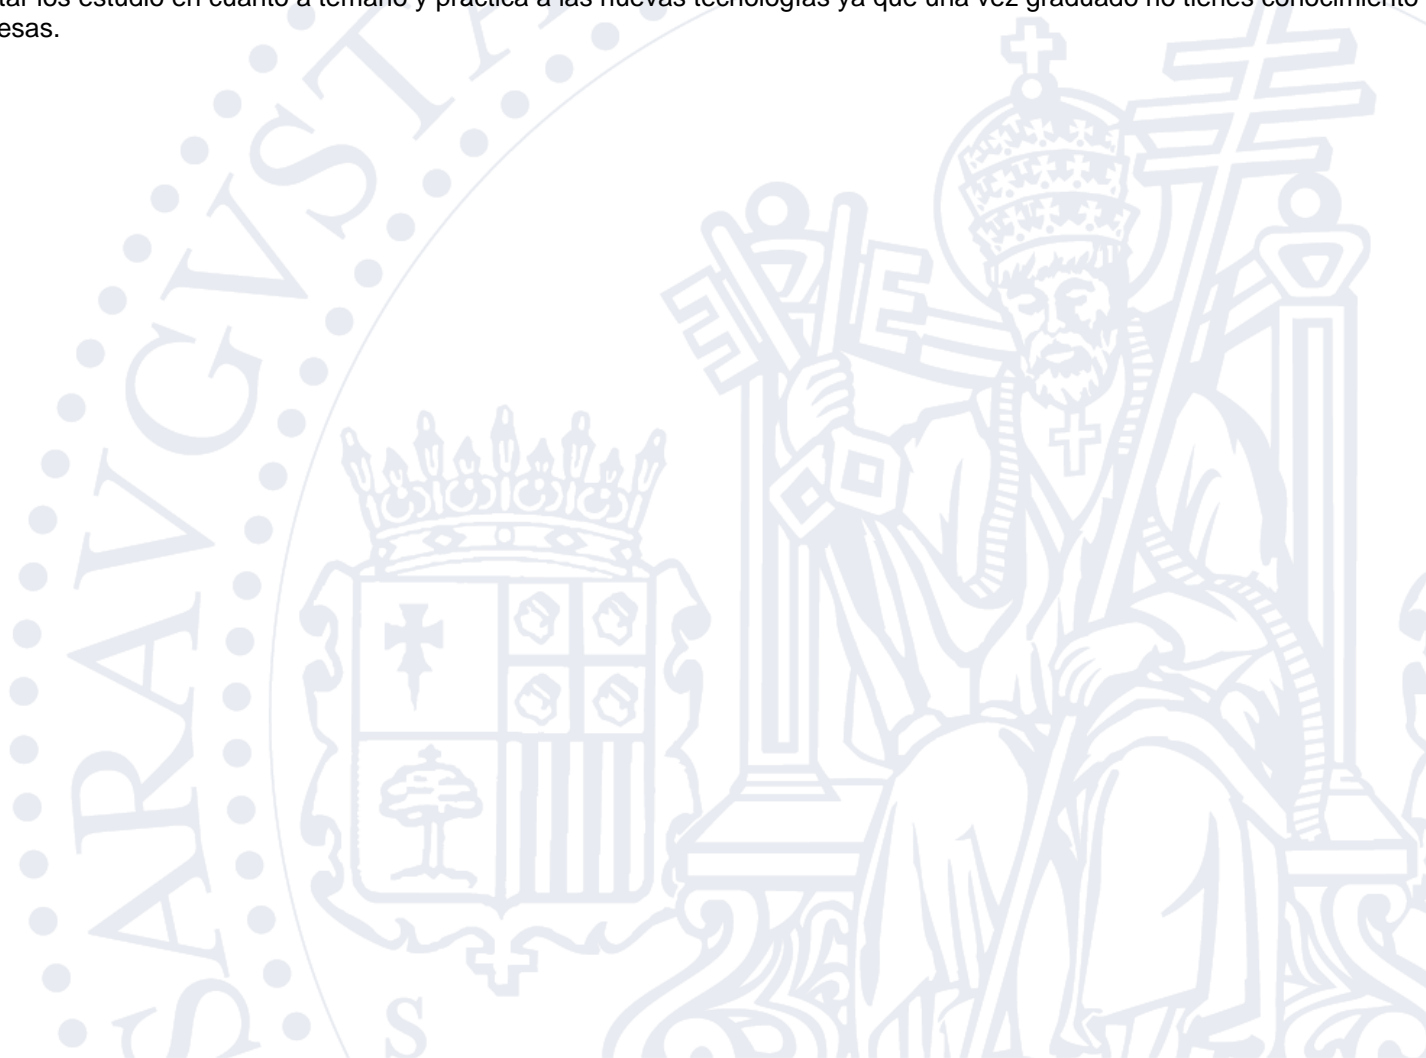 tar los estudio en cuanto a temario y práctica a las nuevas tecnologías ya que una vez graduado no tienes conocimiento
esas.
SARAVGVSTA
S